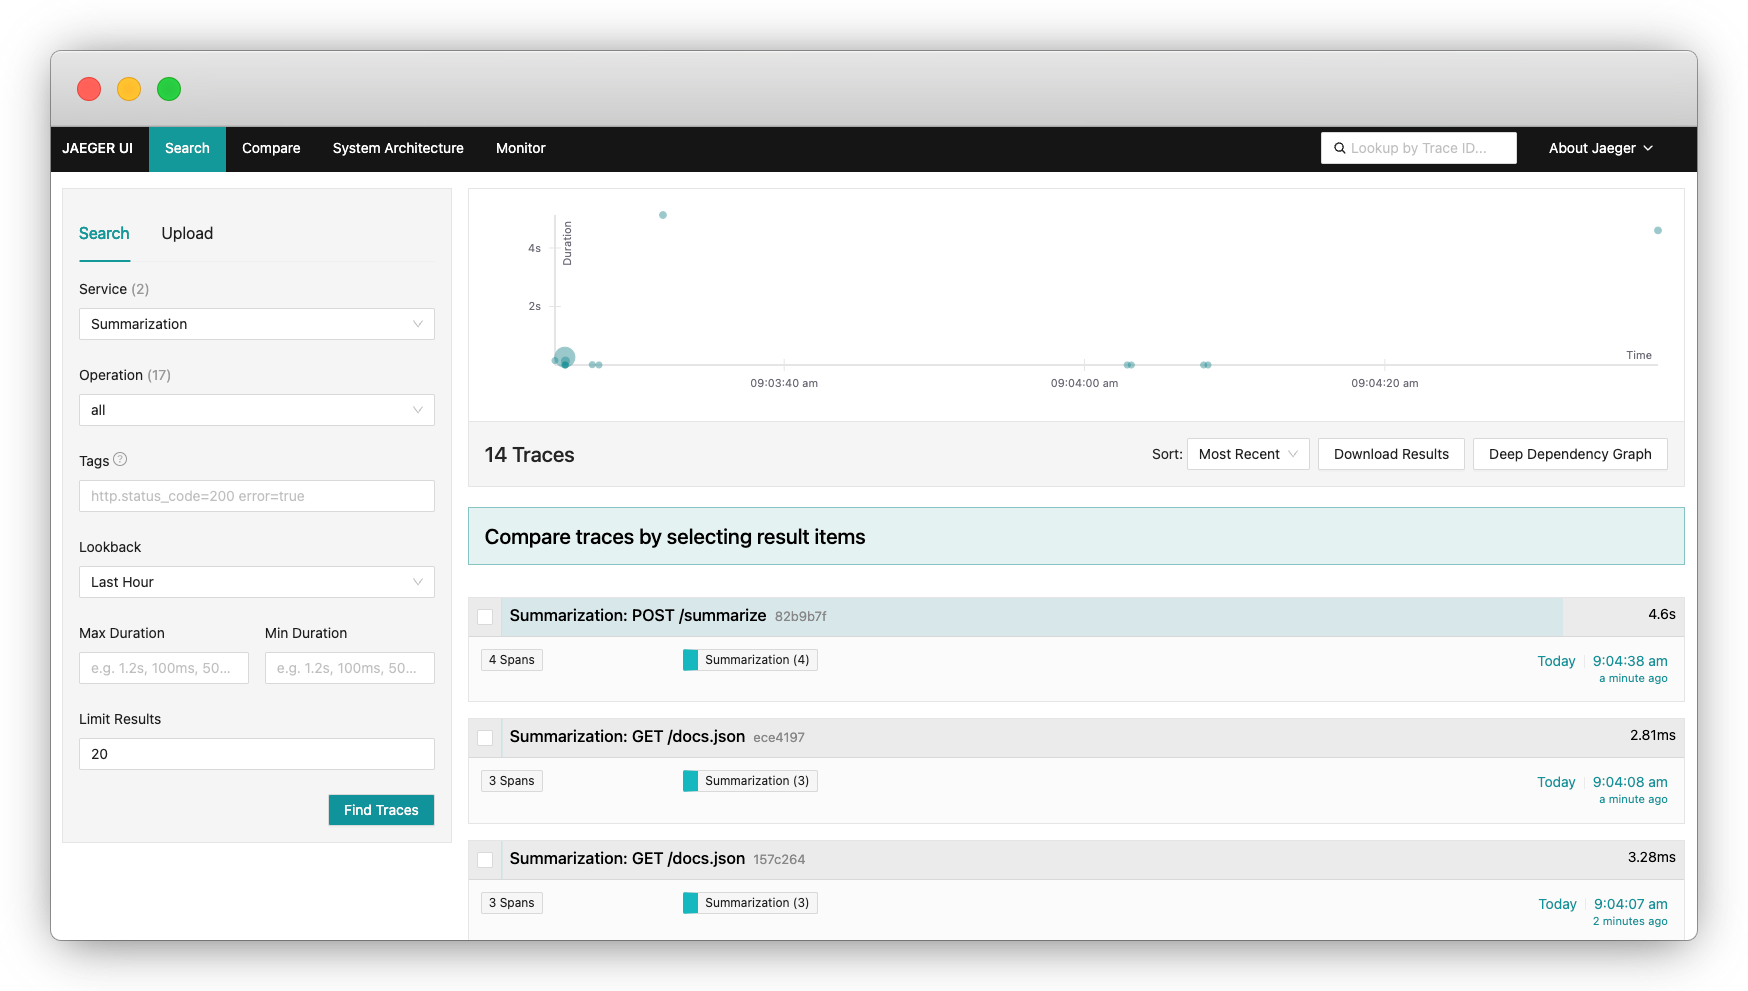 JAEGER UI Search Compare System Architecture Monitor Lookup by Trace ID... About Jaeger
Search Upload
Service (2)
Summarization
Operation (17)
all
Tags
http.status_code=200 error=true
Lookback
Last Hour
Max Duration Min Duration
e.g. 1.2s, 100ms, 50... e.g. 1.2s, 100ms, 50...
Limit Results
20
Find Traces
Duration
4s
2s
Time
09:03:40 am 09:04:00 am 09:04:20 am
14 Traces Sort: Most Recent Download Results Deep Dependency Graph
Compare traces by selecting result items
Summarization: POST /summarize 82b9b7f 4.6s
4 Spans Summarization (4) Today 9:04:38 am
a minute ago
Summarization: GET /docs.json ece4197 2.81ms
3 Spans Summarization (3) Today 9:04:08 am
a minute ago
Summarization: GET /docs.json 157c264 3.28ms
3 Spans Summarization (3) Today 9:04:07 am
2 minutes ago